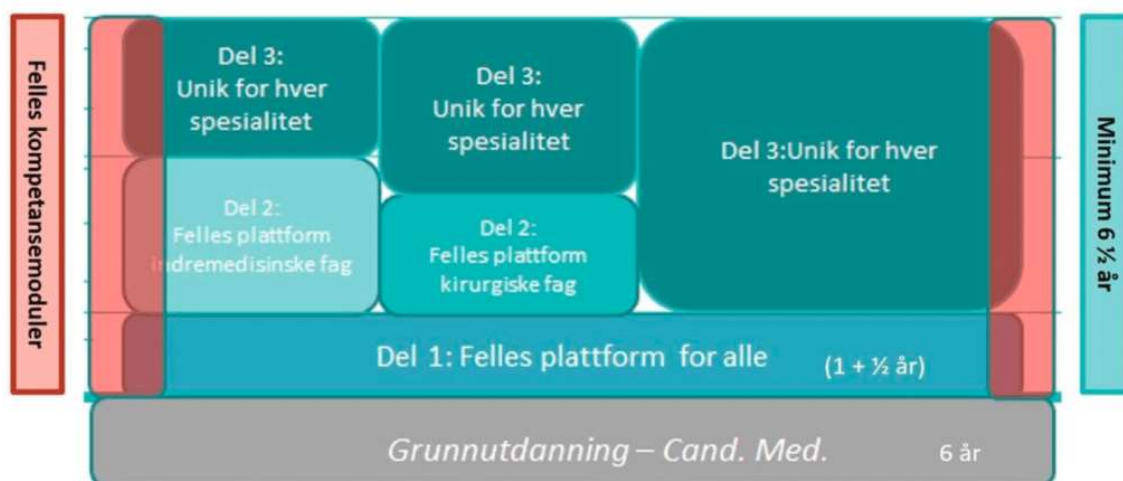 Felles kompetansemoduler
Del 3:
Unik for hver
spesialitet
Del 2:
Felles plattform
indremedisinske fag
Del 3:
Unik for hver
spesialitet
Del 2:
Felles plattform
kirurgiske fag
Del 3:Unik for hver
spesialitet
Minimum 6 ½ år
Del 1: Felles plattform for alle (1 + ½ år)
Grunnutdanning – Cand. Med. 6 år